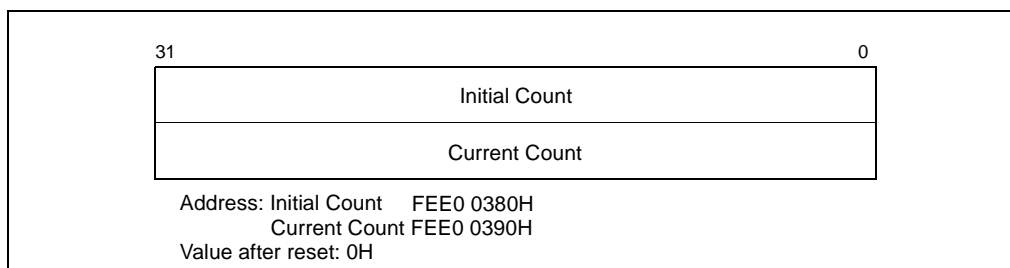 31 0
Initial Count
Current Count
Address: Initial Count FEE0 0380H
Current Count FEE0 0390H
Value after reset: 0H